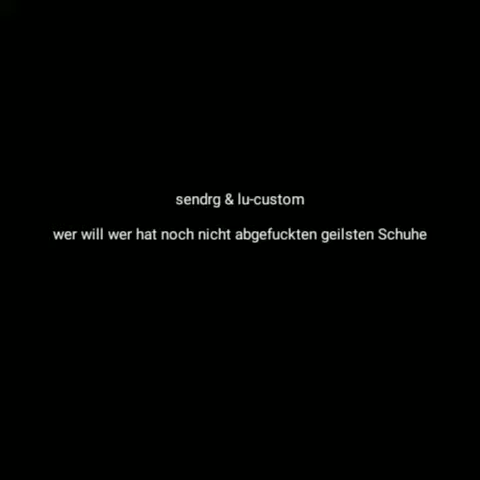 sendrg & lu-custom
wer will wer hat noch nicht abgefuckten geilsten Schuhe